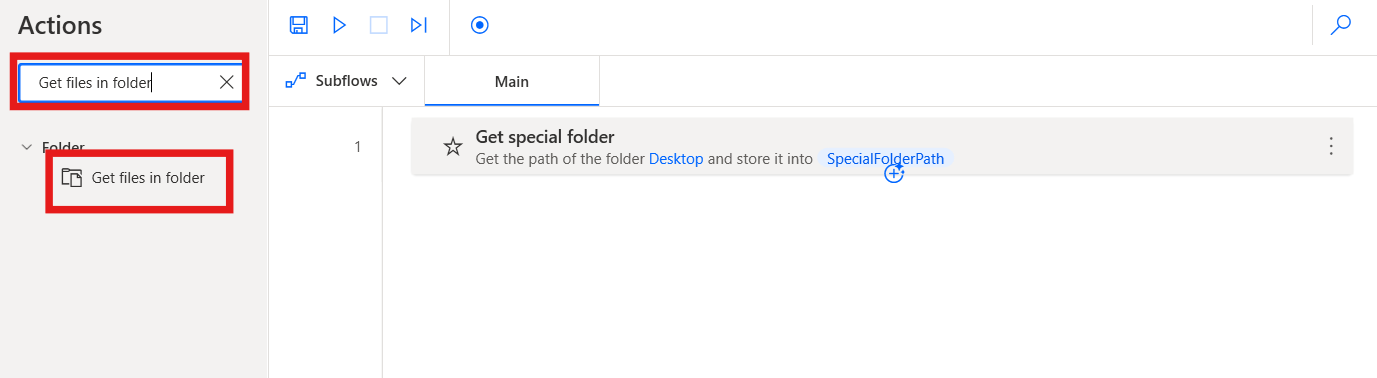 Actions
Get files in folder
Folder
Get files in folder
Subflows
Main
1
Get special folder
Get the path of the folder Desktop and store it into SpecialFolderPath